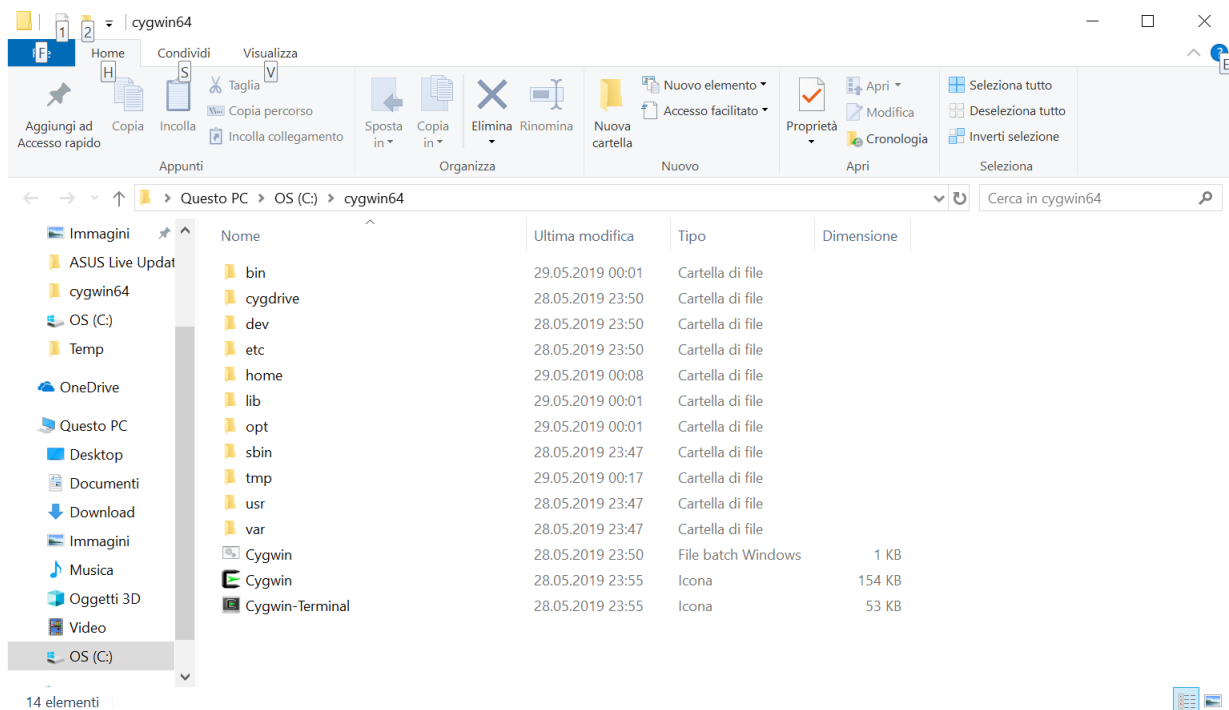 cygwin64
1 2
File Home Condividi Visualizza
F H S V E
Aggiungi ad
Accesso rapido
Copia
Incolla
Taglia
Copia percorso
Incolla collegamento
Appunti
Sposta
in
Copia
in
Elimina
Rinomina
Organizza
Nuova
cartella
Nuovo elemento
Accesso facilitato
Nuovo
Proprietà
Apri
Modifica
Cronologia
Apri
Seleziona tutto
Deseleziona tutto
Inverti selezione
Seleziona
Questo PC > OS (C:) > cygwin64
Cerca in cygwin64
Immagini
ASUS Live Updat
cygwin64
OS (C:)
Temp
OneDrive
Questo PC
Desktop
Documenti
Download
Immagini
Musica
Oggetti 3D
Video
OS (C:)
Nome Ultima modifica Tipo Dimensione
bin 29.05.2019 00:01 Cartella di file
cygdrive 28.05.2019 23:50 Cartella di file
dev 28.05.2019 23:50 Cartella di file
etc 28.05.2019 23:50 Cartella di file
home 29.05.2019 00:08 Cartella di file
lib 29.05.2019 00:01 Cartella di file
opt 29.05.2019 00:01 Cartella di file
sbin 28.05.2019 23:47 Cartella di file
tmp 29.05.2019 00:17 Cartella di file
usr 28.05.2019 23:47 Cartella di file
var 28.05.2019 23:47 Cartella di file
Cygwin 28.05.2019 23:50 File batch Windows 1 KB
Cygwin 28.05.2019 23:55 Icona 154 KB
Cygwin-Terminal 28.05.2019 23:55 Icona 53 KB
14 elementi